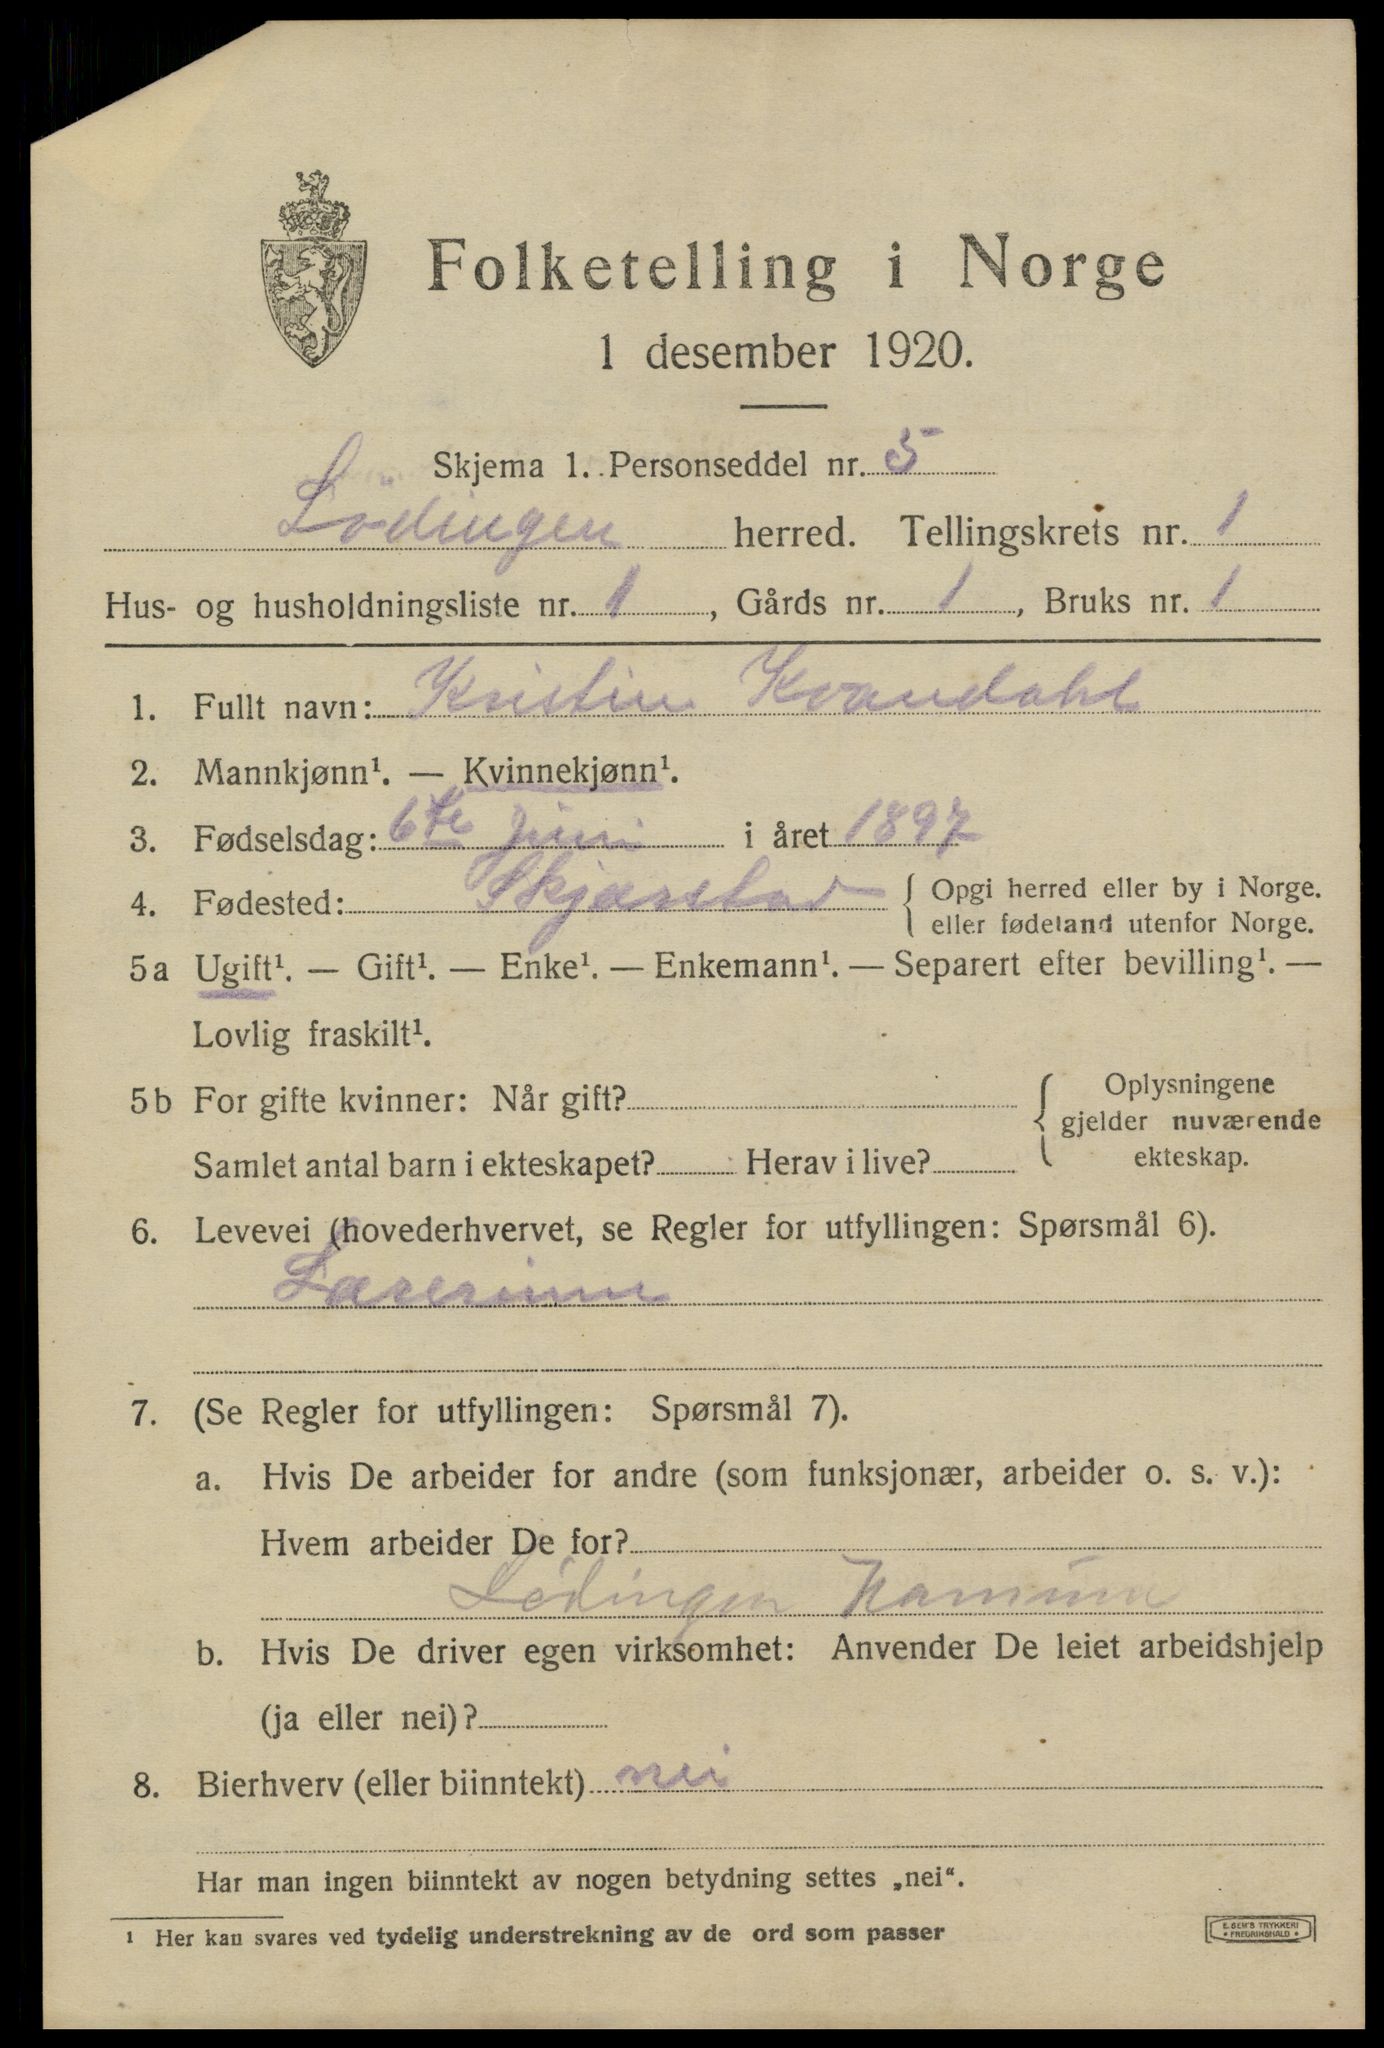 Folketelling i Norge
1 desember 1920.
Skjema 1. Personseddel nr. 5
Lödingen herred. Tellingskrets nr. 1
Hus- og husholdningsliste nr. 1, Gårds nr. 1, Bruks nr. 1
1. Fullt navn: Kristine Kvandahl
2. Mannkjønn¹. — Kvinnekjønn¹.
3. Fødselsdag: 6te juni i året 1897
4. Fødested: Skjerstad { Opgi herred eller by i Norge.
eller fødeland utenfor Norge.
5a Ugift¹. — Gift¹. — Enke¹. — Enkemann¹. — Separert efter bevilling¹. —
Lovlig fraskilt¹.
5b For gifte kvinner: Når gift? { Oplysningene
gjelder nuværende
Samlet antal barn i ekteskapet? Herav i live? ekteskap.
6. Levevei (hovederhvervet, se Regler for utfyllingen: Spørsmål 6).
Lærerinne
7. (Se Regler for utfyllingen: Spørsmål 7).
a. Hvis De arbeider for andre (som funksjonær, arbeider o. s. v.):
Hvem arbeider De for?
Lødingen
b. Hvis De driver egen virksomhet: Anvender De leiet arbeidshjelp
(ja eller nei)?
8. Bierhverv (eller biinntekt) nei
Har man ingen biinntekt av nogen betydning settes „nei“.
¹ Her kan svares ved tydelig understrekning av de ord som passer
E. SEM'S TRYKKERI
* FREDRIKSHALD *